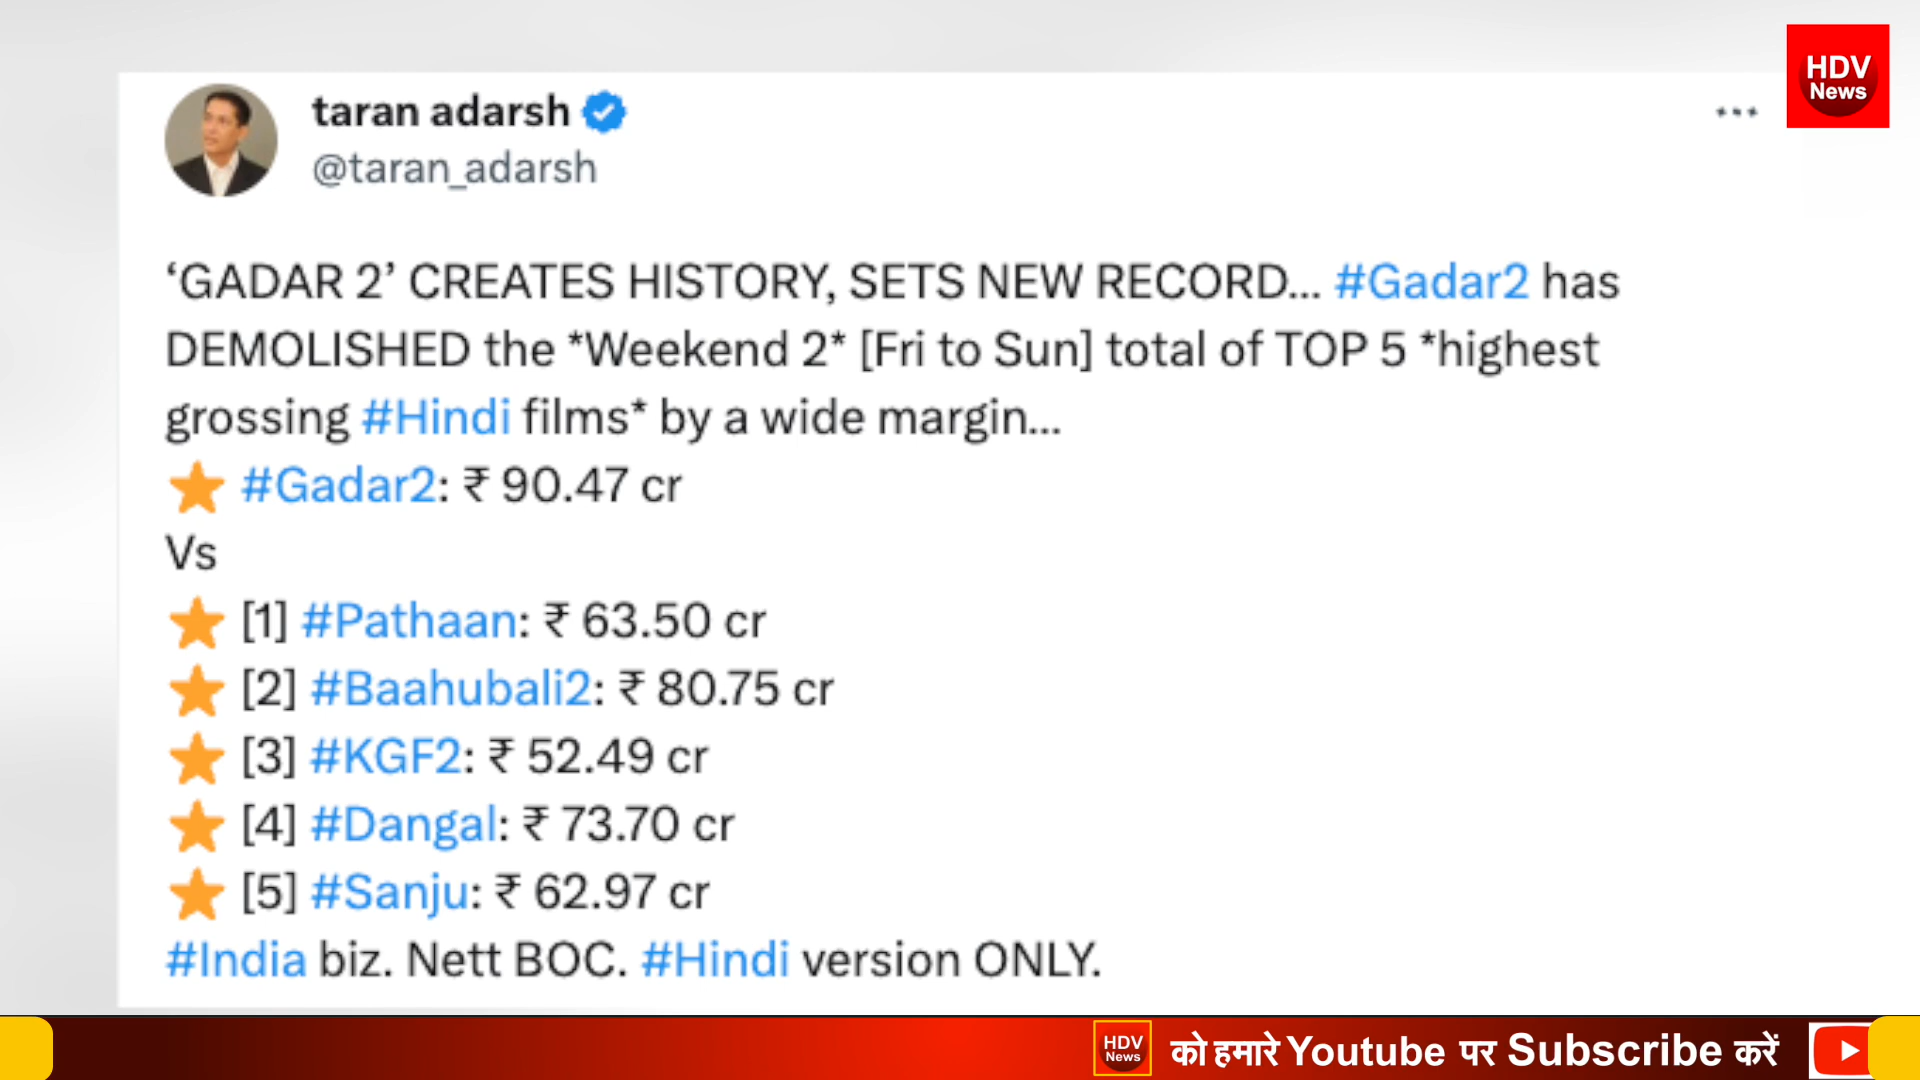 HDV
News
taran adarsh
@taran_adarsh
‘GADAR 2’ CREATES HISTORY, SETS NEW RECORD... #Gadar2 has
DEMOLISHED the *Weekend 2* [Fri to Sun] total of TOP 5 *highest
grossing #Hindi films* by a wide margin...
#Gadar2: ₹ 90.47 cr
Vs
[1] #Pathaan: ₹ 63.50 cr
[2] #Baahubali2: ₹ 80.75 cr
[3] #KGF2: ₹ 52.49 cr
[4] #Dangal: ₹ 73.70 cr
[5] #Sanju: ₹ 62.97 cr
#India biz. Nett BOC. #Hindi version ONLY.
HDV
News
को हमारे Youtube पर Subscribe करें